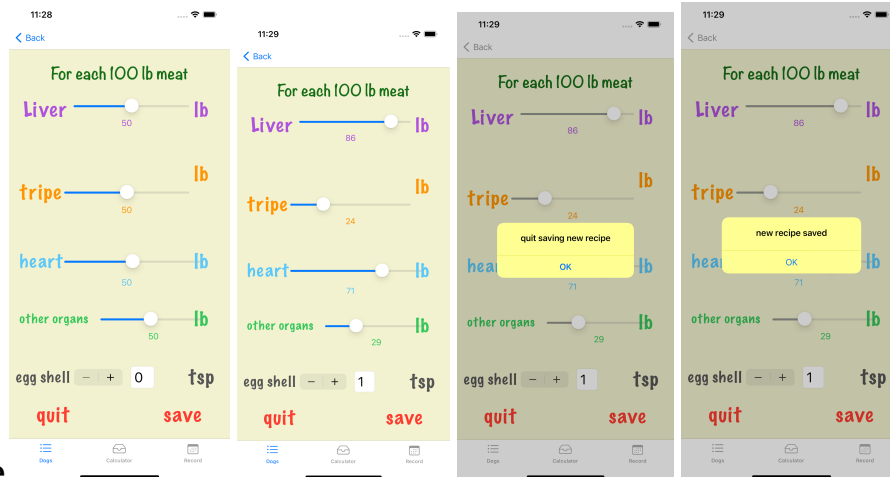 11:28
Back
For each 100 lb meat
Liver lb
50
lb
tripe
50
heart lb
50
other organs lb
50
egg shell − + 0 tsp
quit save
Dogs Calculator Record
11:29
Back
For each 100 lb meat
Liver lb
86
lb
tripe
24
heart lb
71
other organs lb
29
egg shell − + 1 tsp
quit save
Dogs Calculator Record
11:29
Back
For each 100 lb meat
Liver lb
86
lb
tripe
24
quit saving new recipe
hea lb
OK
71
other organs lb
29
egg shell − + 1 tsp
quit save
Dogs Calculator Record
11:29
Back
For each 100 lb meat
Liver lb
86
lb
tripe
24
new recipe saved
hea lb
OK
71
other organs lb
29
egg shell − + 1 tsp
quit save
Dogs Calculator Record